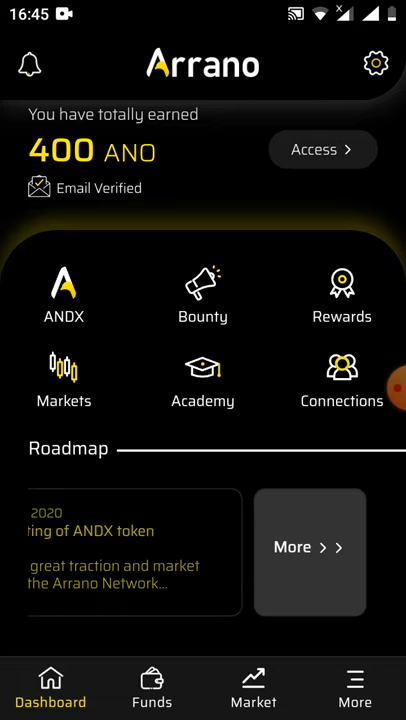 16:45
Arrano
You have totally earned
400 ANO
Access
Email Verified
ANDX
Bounty
Rewards
Markets
Academy
Connections
Roadmap
2020
ting of ANDX token
great traction and market
the Arrano Network...
More
Dashboard
Funds
Market
More